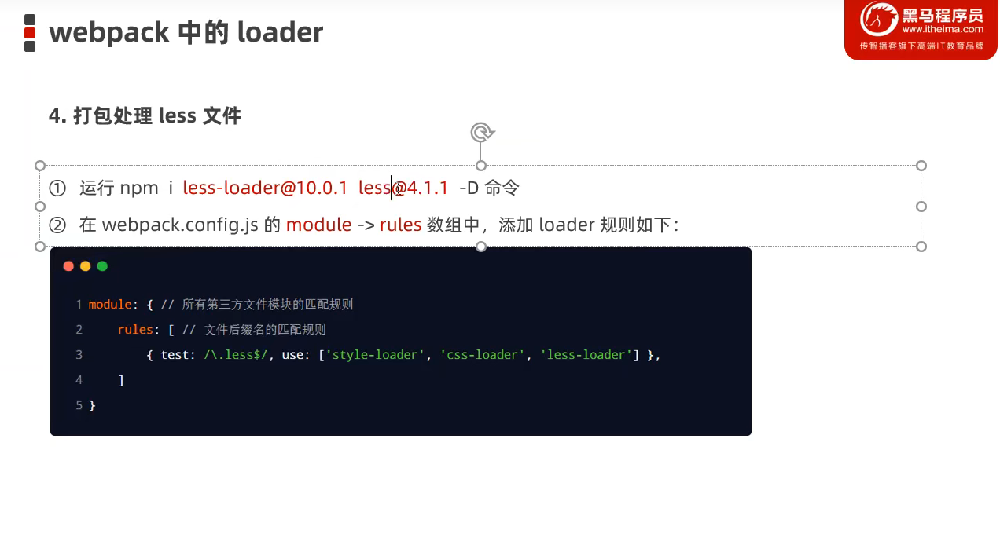 webpack 中的 loader
黑马程序员
www.itheima.com
传智播客旗下高端IT教育品牌
4. 打包处理 less 文件
① 运行 npm i less-loader@10.0.1 less@4.1.1 -D 命令
② 在 webpack.config.js 的 module -> rules 数组中，添加 loader 规则如下：
1 module: { // 所有第三方文件模块的匹配规则
2 rules: [ // 文件后缀名的匹配规则
3 { test: /\.less$/, use: ['style-loader', 'css-loader', 'less-loader'] },
4 ]
5 }